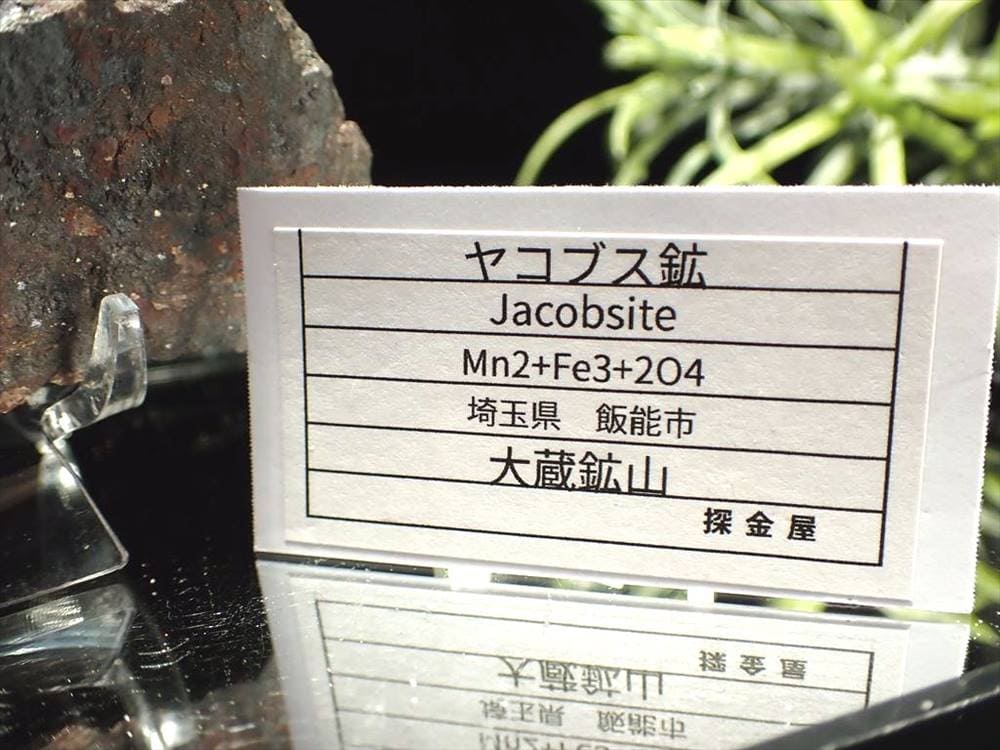 ヤコブス鉱
Jacobsite
Mn2+Fe3+2O4
埼玉県　飯能市
大蔵鉱山
探金屋